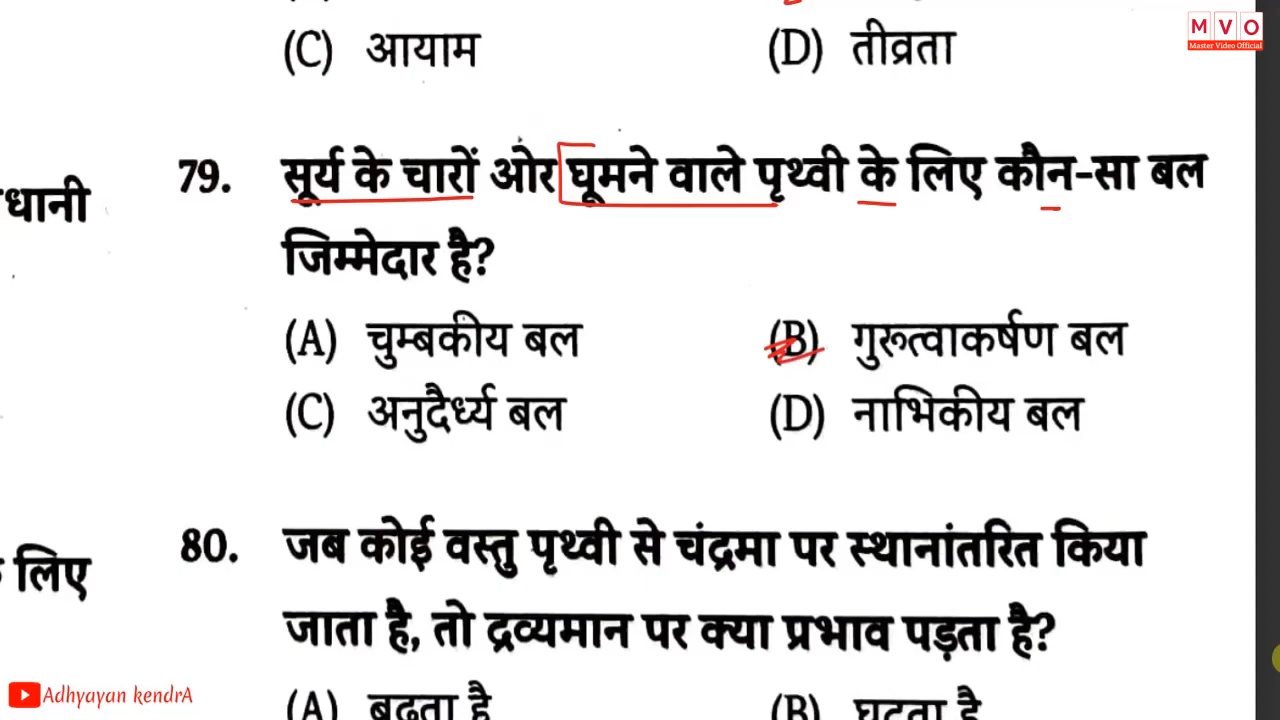 M V O
Master Video Official
(C) आयाम (D) तीव्रता
धानी
79. सूर्य के चारों ओर घूमने वाले पृथ्वी के लिए कौन-सा बल
जिम्मेदार है?
(A) चुम्बकीय बल (B) गुरूत्वाकर्षण बल
(C) अनुदैर्ध्य बल (D) नाभिकीय बल
80. जब कोई वस्तु पृथ्वी से चंद्रमा पर स्थानांतरित किया
लिए
जाता है, तो द्रव्यमान पर क्या प्रभाव पड़ता है?
Adhyayan kendrA
(A) बढ़ता है (B) घटता है